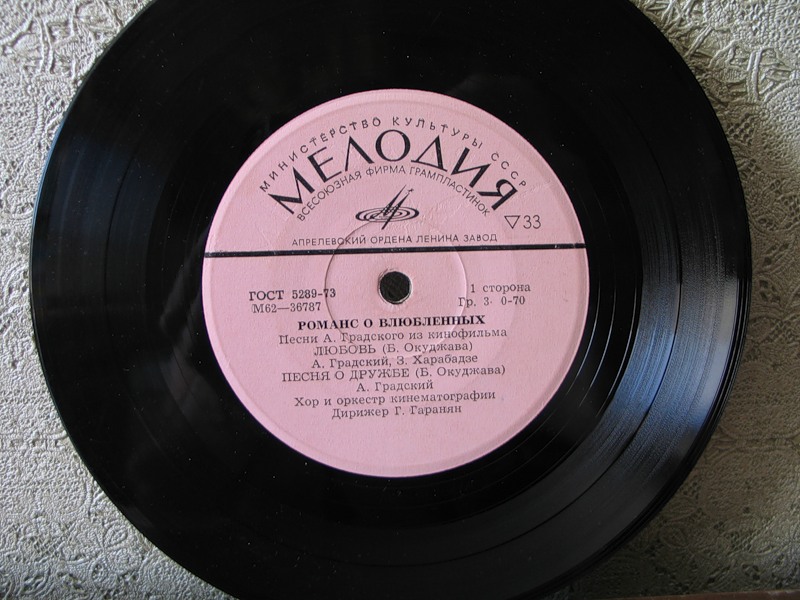 МИНИСТЕРСТВО КУЛЬТУРЫ СССР
МЕЛОДИЯ
ВСЕСОЮЗНАЯ ФИРМА ГРАМПЛАСТИНОК
▽33
АПРЕЛЕВСКИЙ ОРДЕНА ЛЕНИНА ЗАВОД
ГОСТ 5289-73 1 сторона
М62—36787 Гр. 3- 0-70
РОМАНС О ВЛЮБЛЕННЫХ
Песни А. Градского из кинофильма
ЛЮБОВЬ (Б. Окуджава)
А. Градский, З. Харабадзе
ПЕСНЯ О ДРУЖБЕ (Б. Окуджава)
А. Градский
Хор и оркестр кинематографии
Дирижер Г. Гаранян